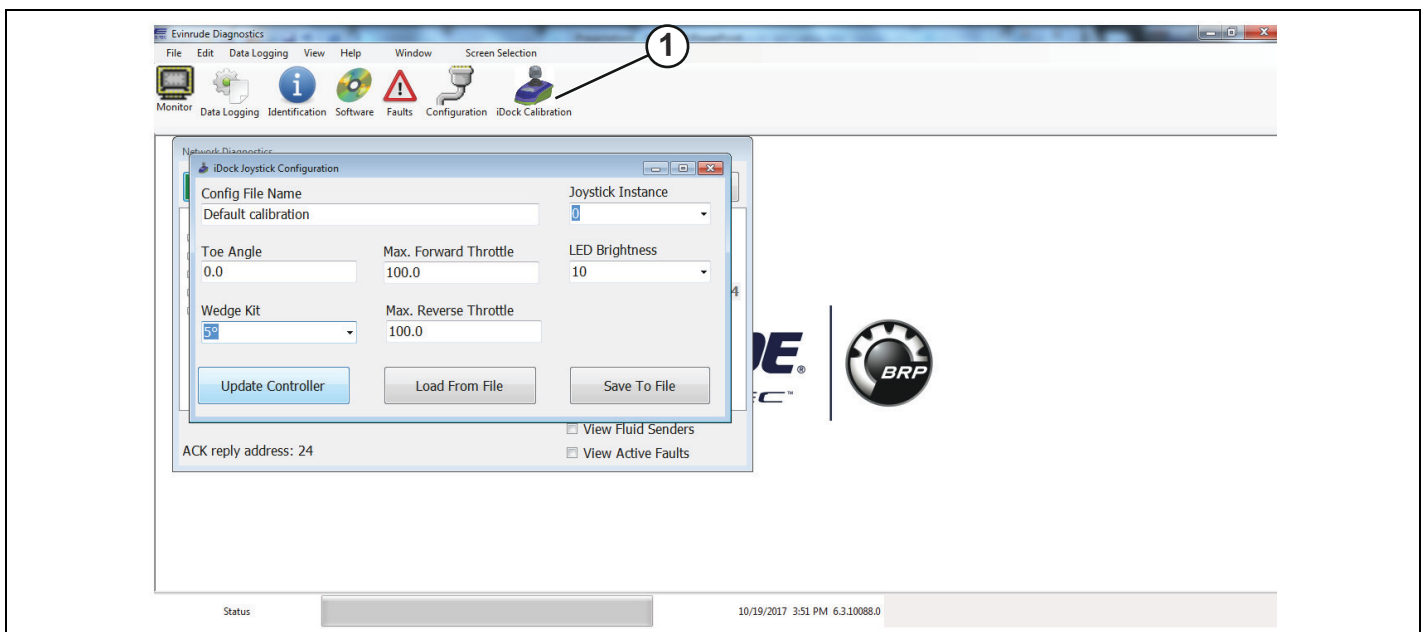 Evinrude Diagnostics
File Edit Data Logging View Help Window Screen Selection
1
Monitor Data Logging Identification Software Faults Configuration iDock Calibration
Network Diagnostics
iDock Joystick Configuration
Config File Name Joystick Instance
Default calibration 0
Toe Angle Max. Forward Throttle LED Brightness
0.0 100.0 10
4
Wedge Kit Max. Reverse Throttle
5° 100.0
DE®
BRP
Update Controller Load From File Save To File
EC™
View Fluid Senders
ACK reply address: 24 View Active Faults
Status 10/19/2017 3:51 PM 6.3.10088.0